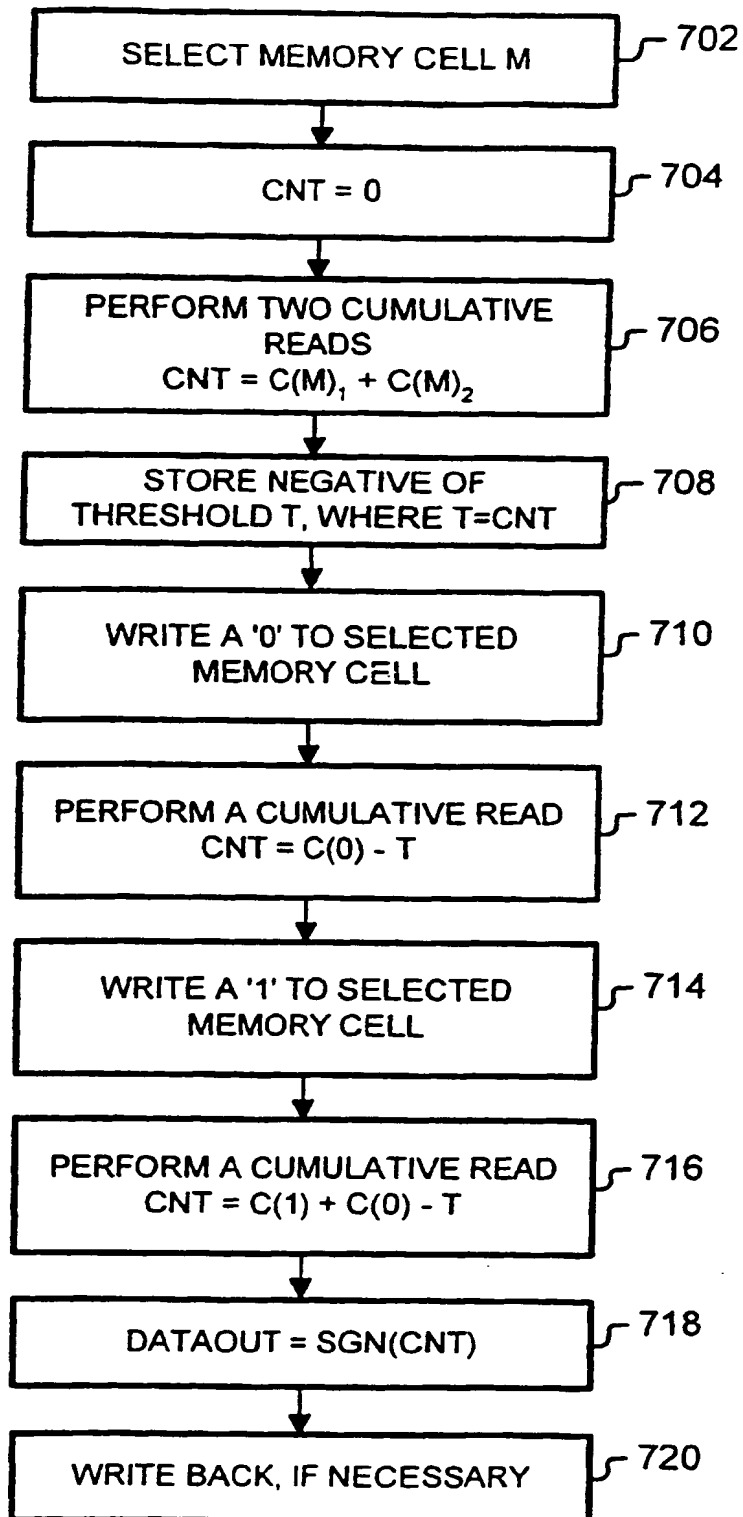 SELECT MEMORY CELL M
702
CNT = 0
704
PERFORM TWO CUMULATIVE
READS
CNT = C(M)₁ + C(M)₂
706
STORE NEGATIVE OF
THRESHOLD T, WHERE T=CNT
708
WRITE A '0' TO SELECTED
MEMORY CELL
710
PERFORM A CUMULATIVE READ
CNT = C(0) - T
712
WRITE A '1' TO SELECTED
MEMORY CELL
714
PERFORM A CUMULATIVE READ
CNT = C(1) + C(0) - T
716
DATAOUT = SGN(CNT)
718
WRITE BACK, IF NECESSARY
720